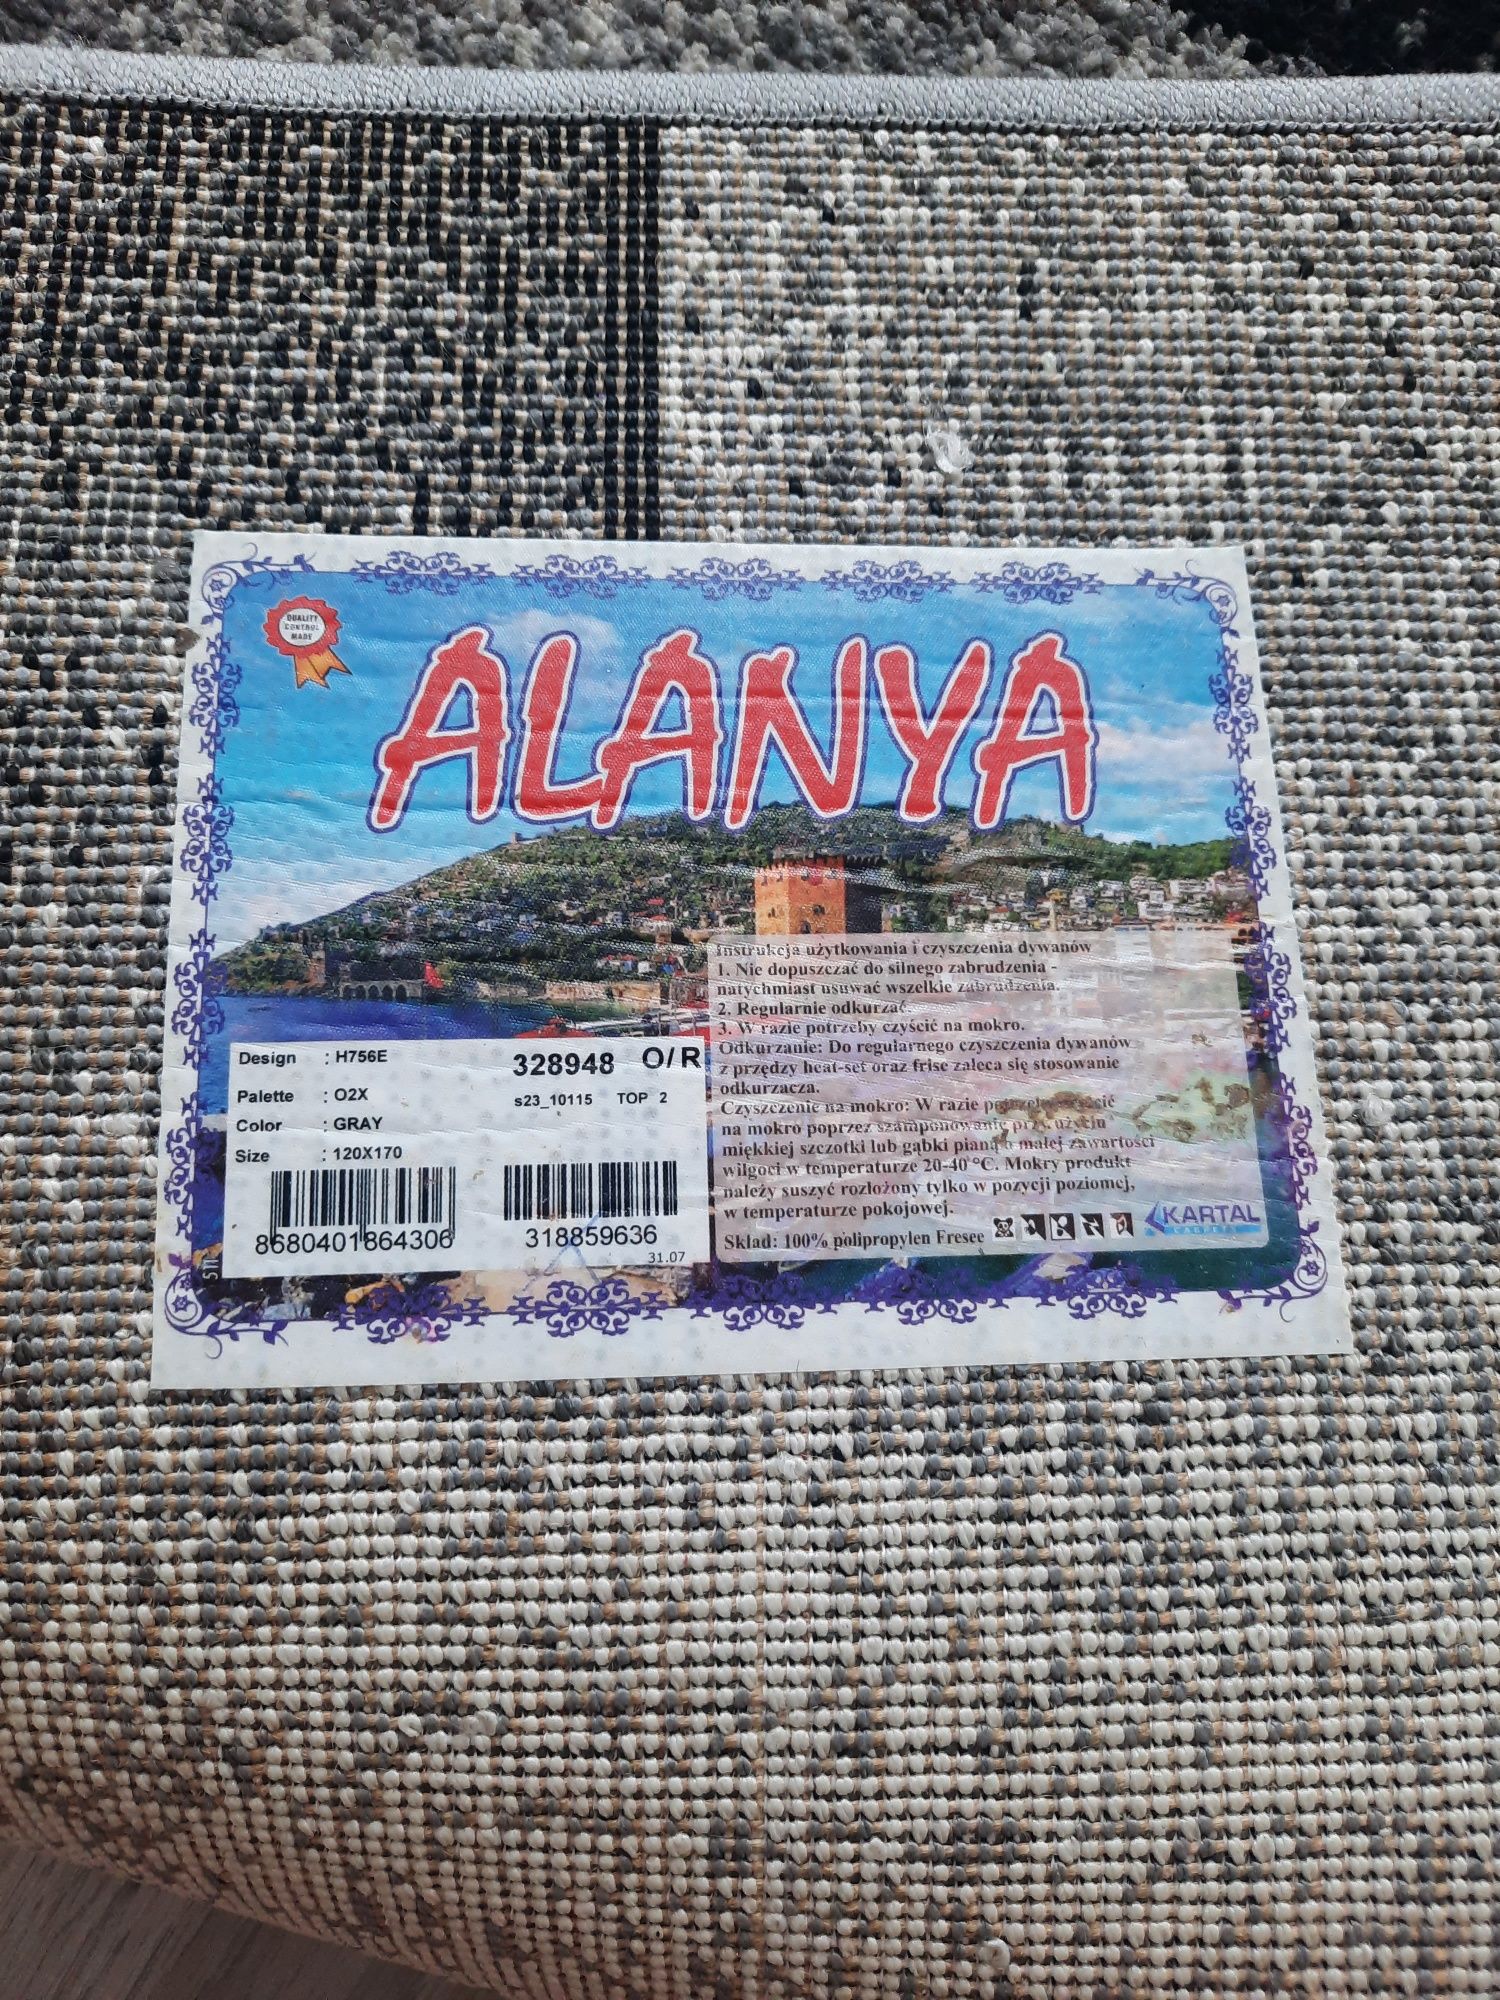 QUALITY
CONTROL
MADE
ALANYA
Instrukcja użytkowania i czyszczenia dywanów
1. Nie dopuszczać do silnego zabrudzenia -
natychmiast usuwać wszelkie zabrudzenia.
2. Regularnie odkurzać.
3. W razie potrzeby czyścić na mokro.
Odkurzanie: Do regularnego czyszczenia dywanów
z przędzy heat-set oraz frise zaleca się stosowanie
odkurzacza.
Czyszczenie na mokro: W razie potrzeby czyścić
na mokro poprzez szamponowanie przy użyciu
miękkiej szczotki lub gąbki pianą o małej zawartości
wilgoci w temperaturze 20-40 °C. Mokry produkt
należy suszyć rozłożony tylko w pozycji poziomej,
w temperaturze pokojowej.
Skład: 100% polipropylen Fresee
KARTAL
CARPETS
Design : H756E
328948 O/R
Palette : O2X
s23_10115 TOP 2
Color : GRAY
Size : 120X170
8680401864306
318859636
31.07